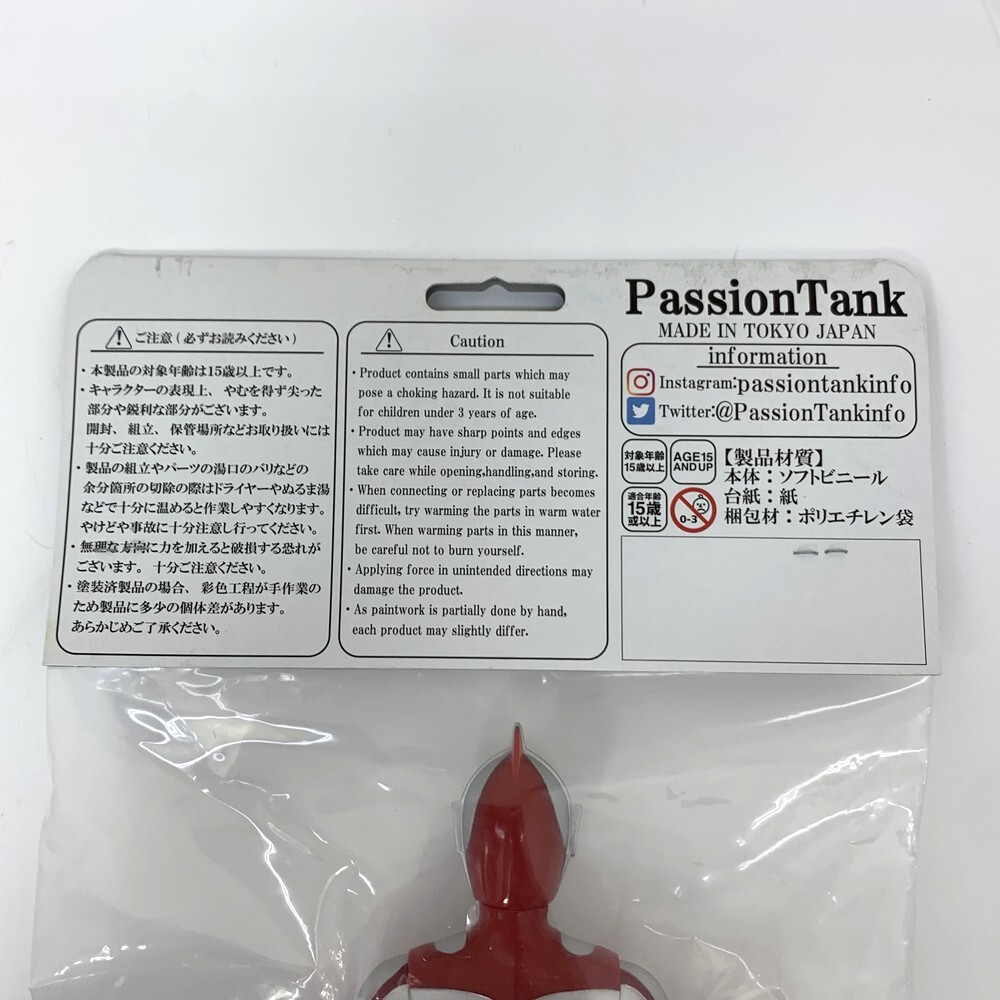 ご注意(必ずお読みください)
・本製品の対象年齢は15歳以上です。
・キャラクターの表現上、やむを得ず尖った
部分や鋭利な部分がございます。
開封、組立、保管場所などお取り扱いには
十分ご注意ください。
・製品の組立やパーツの湯口のバリなどの
余分箇所の切除の際はドライヤーやぬるま湯
などで十分に温めると作業しやすくなります。
やけどや事故に十分注意し行ってください。
・無理な方向に力を加えると破損する恐れが
ございます。十分ご注意ください。
・塗装済製品の場合、彩色工程が手作業の
ため製品に多少の個体差があります。
あらかじめご了承ください。
Caution
・Product contains small parts which may
pose a choking hazard. It is not suitable
for children under 3 years of age.
・Product may have sharp points and edges
which may cause injury or damage. Please
take care while opening,handling,and storing.
・When connecting or replacing parts becomes
difficult, try warming the parts in warm water
first. When warming parts in this manner,
be careful not to burn yourself.
・Applying force in unintended directions may
damage the product.
・As paintwork is partially done by hand,
each product may slightly differ.
PassionTank
MADE IN TOKYO JAPAN
information
Instagram:passiontankinfo
Twitter:@PassionTankinfo
対象年齢
15歳以上
AGE15
AND UP
適合年齢
15歳
或以上
0-3
【製品材質】
本体：ソフトビニール
台紙：紙
梱包材：ポリエチレン袋